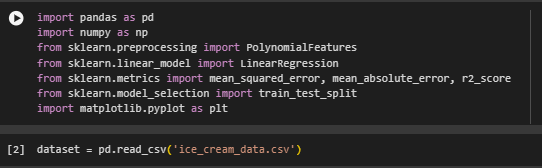 import pandas as pd
import numpy as np
from sklearn.preprocessing import PolynomialFeatures
from sklearn.linear_model import LinearRegression
from sklearn.metrics import mean_squared_error, mean_absolute_error, r2_score
from sklearn.model_selection import train_test_split
import matplotlib.pyplot as plt
[2] dataset = pd.read_csv('ice_cream_data.csv')